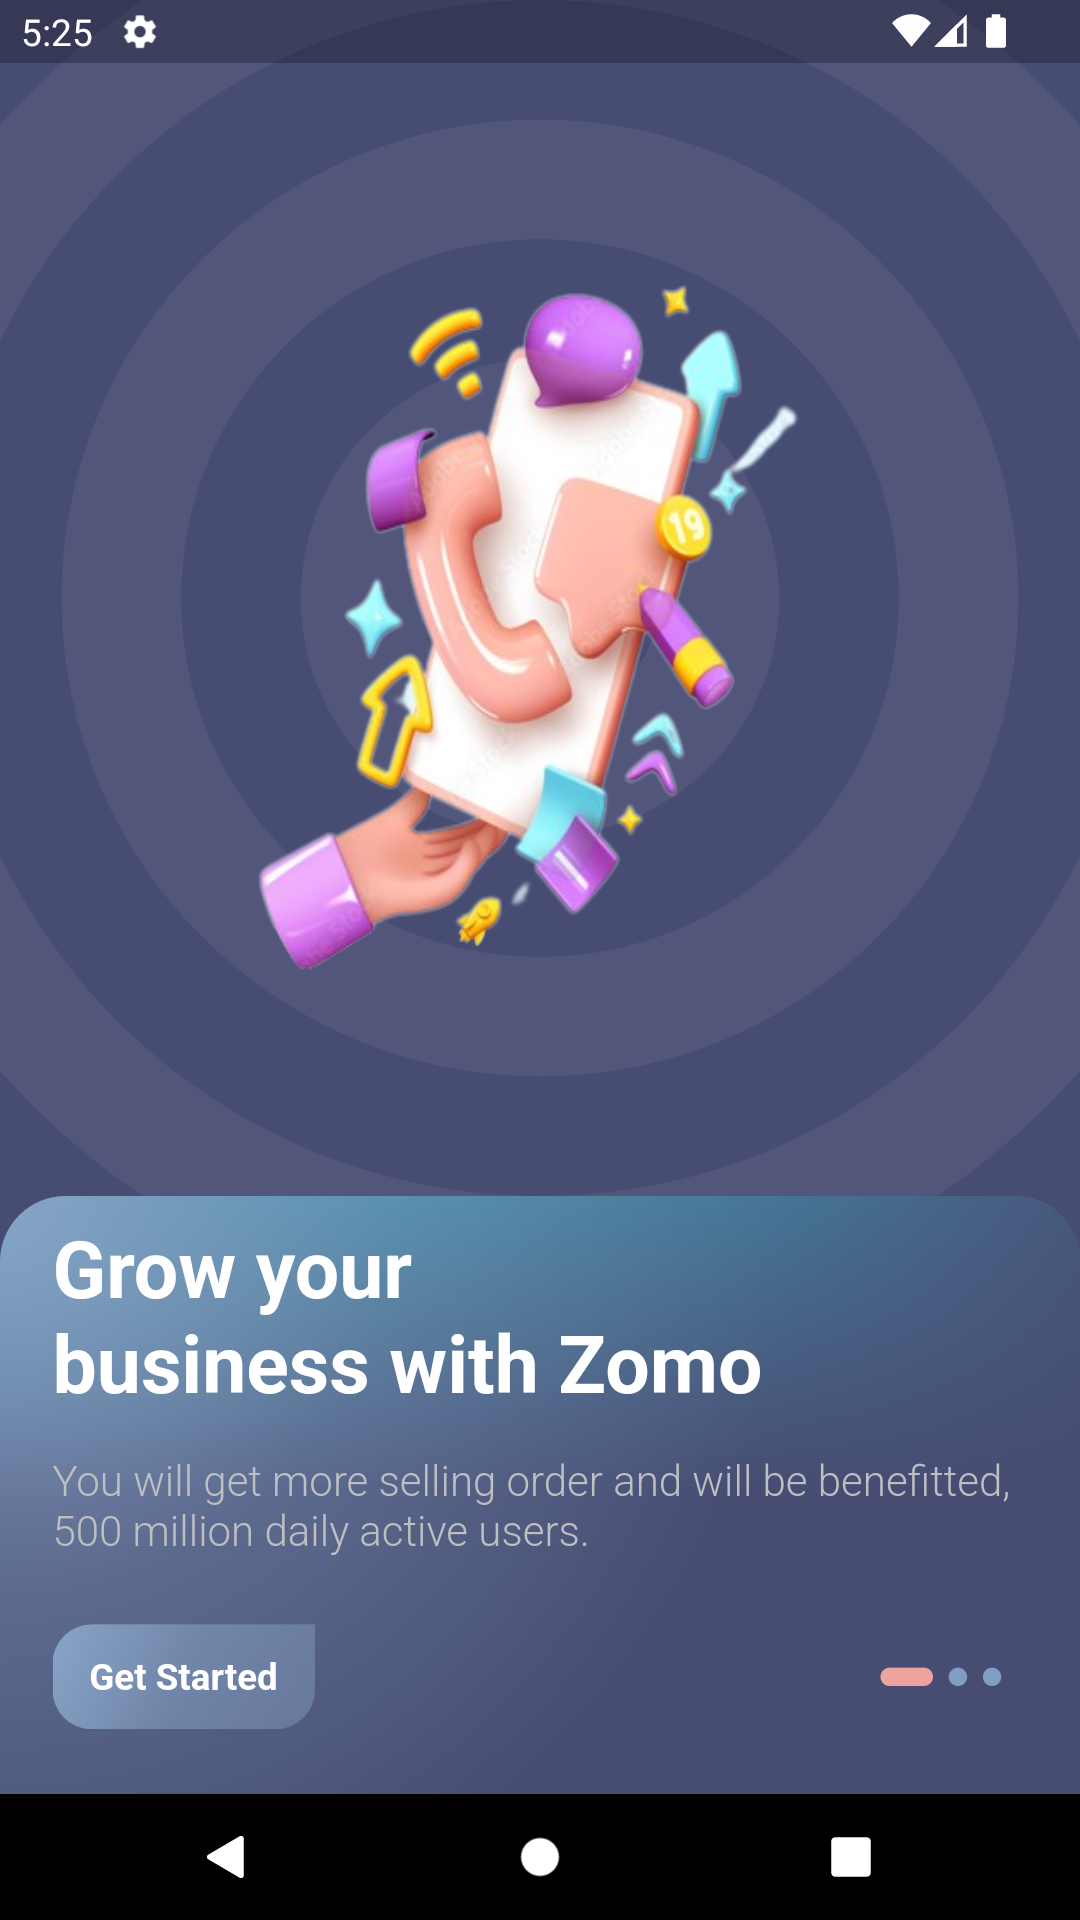 5:25
19
Grow your
business with Zomo
You will get more selling order and will be benefitted,
500 million daily active users.
Get Started